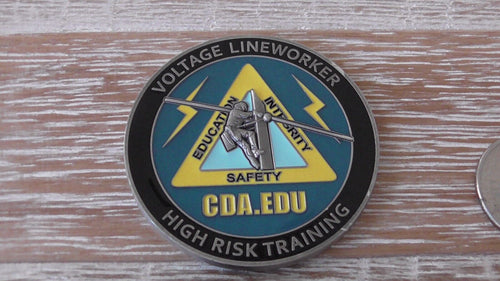 VOLTAGE LINEWORKER
EDUCATION
INTEGRITY
SAFETY
CDA.EDU
HIGH RISK TRAINING